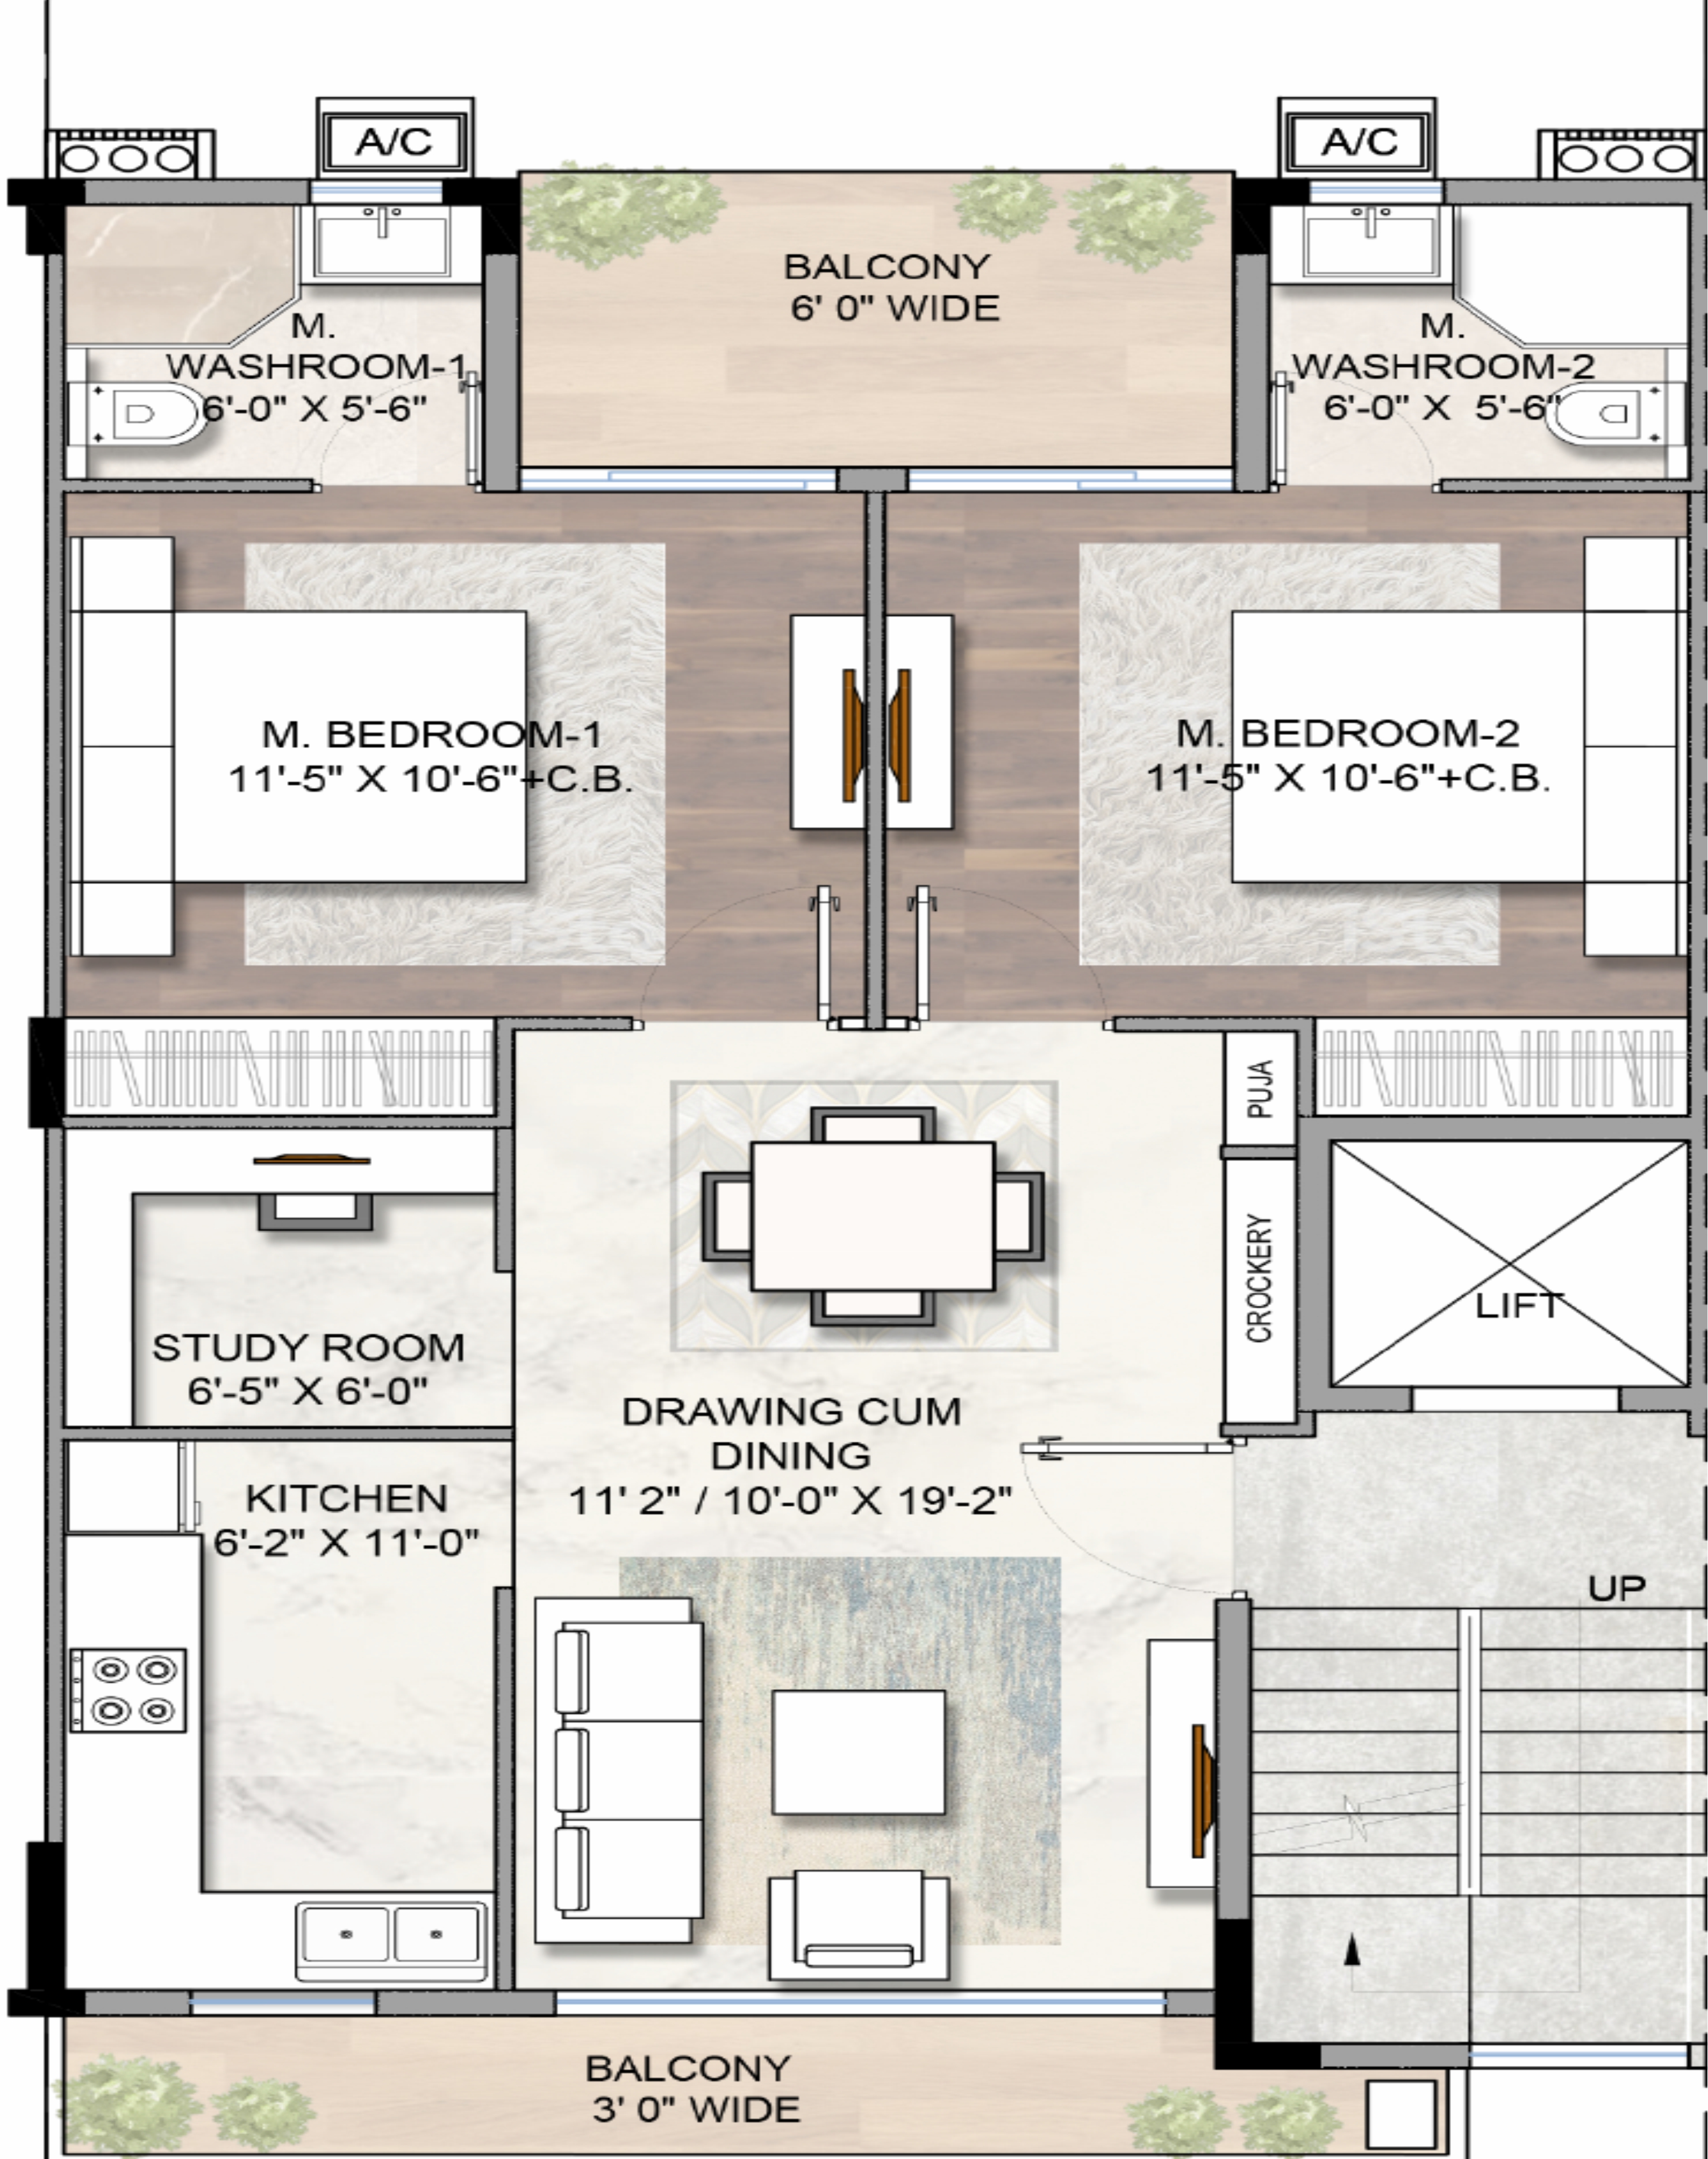 A/C
A/C
BALCONY
6' 0" WIDE
M.
WASHROOM-1
6'-0" X 5'-6"
M.
WASHROOM-2
6'-0" X 5'-6"
M. BEDROOM-1
11'-5" X 10'-6"+C.B.
M. BEDROOM-2
11'-5" X 10'-6"+C.B.
PUJA
CROCKERY
LIFT
STUDY ROOM
6'-5" X 6'-0"
DRAWING CUM
DINING
11' 2" / 10'-0" X 19'-2"
KITCHEN
6'-2" X 11'-0"
UP
BALCONY
3' 0" WIDE